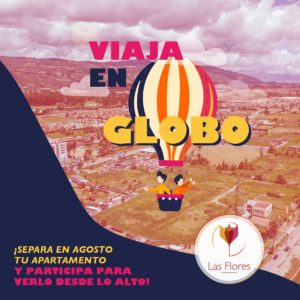 VIAJA
EN
GLOBO
¡SEPARA EN AGOSTO
TU APARTAMENTO
Y PARTICIPA PARA
VERLO DESDE LO ALTO!
Las Flores